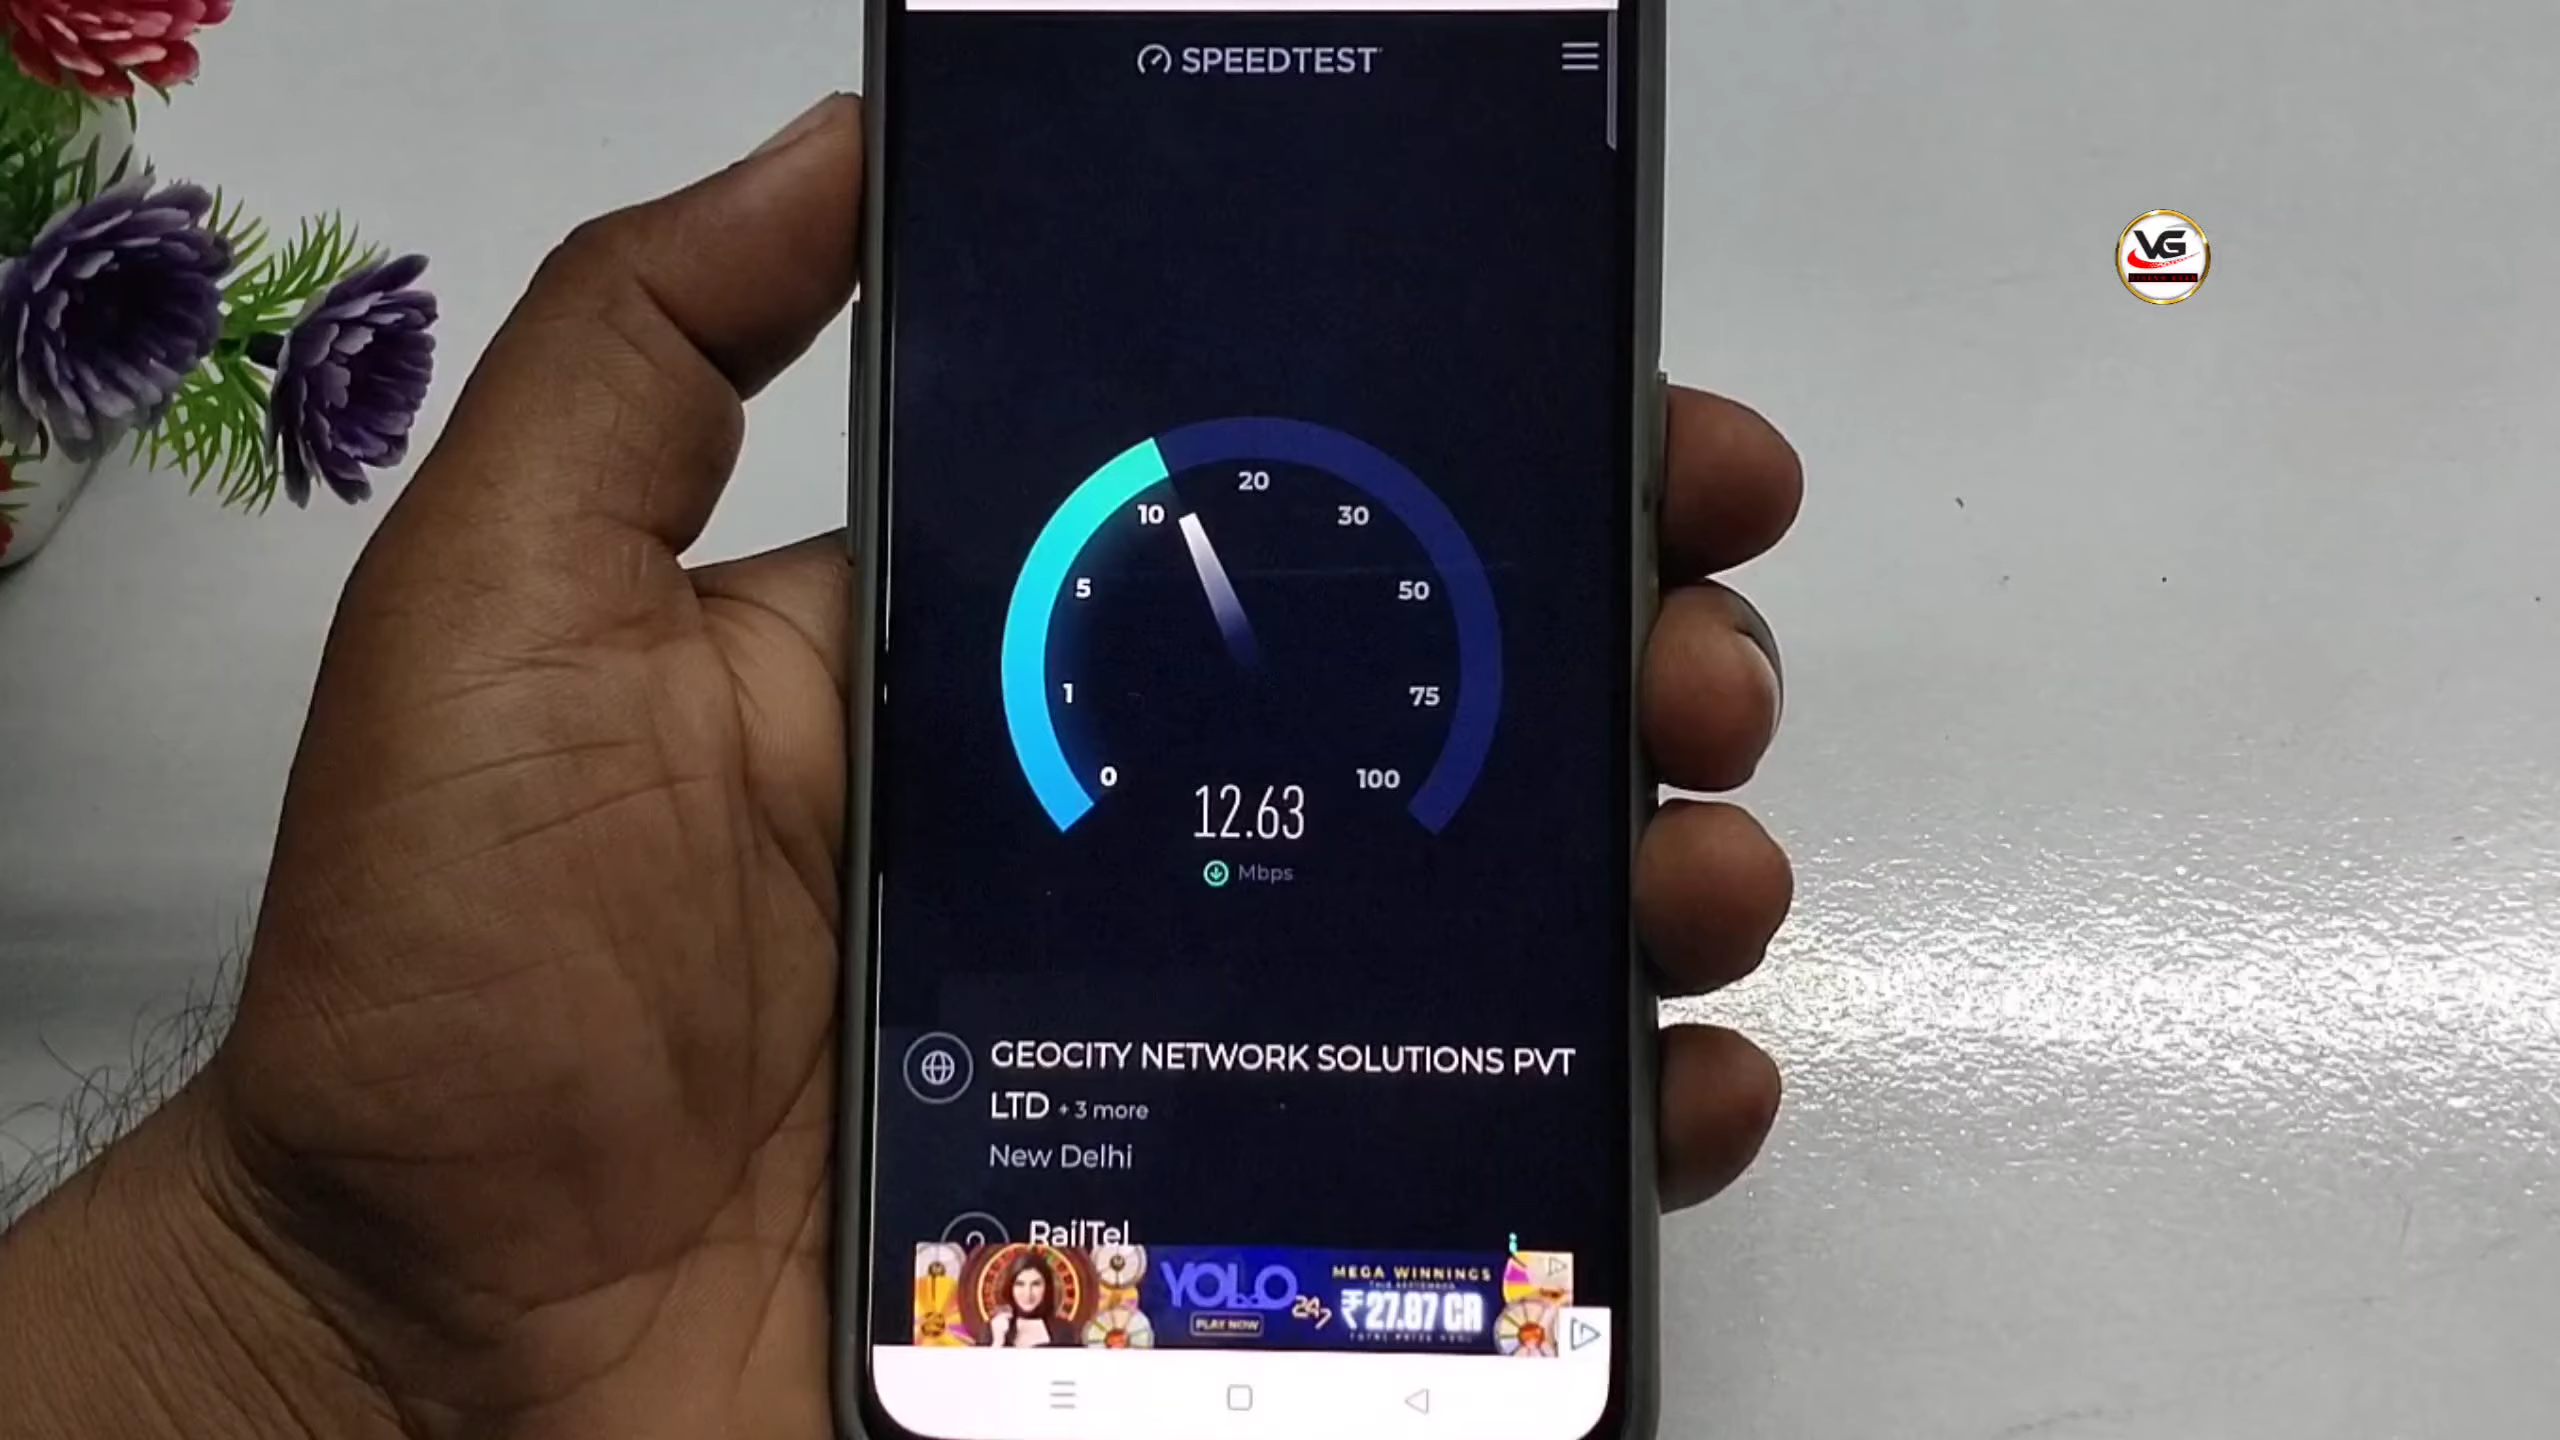 SPEEDTEST
20
10
30
5
50
1
75
0
100
12.63
Mbps
GEOCITY NETWORK SOLUTIONS PVT
LTD + 3 more
New Delhi
RailTel
YOLO 247
PLAY NOW
MEGA WINNINGS
₹27.87 CR
VG